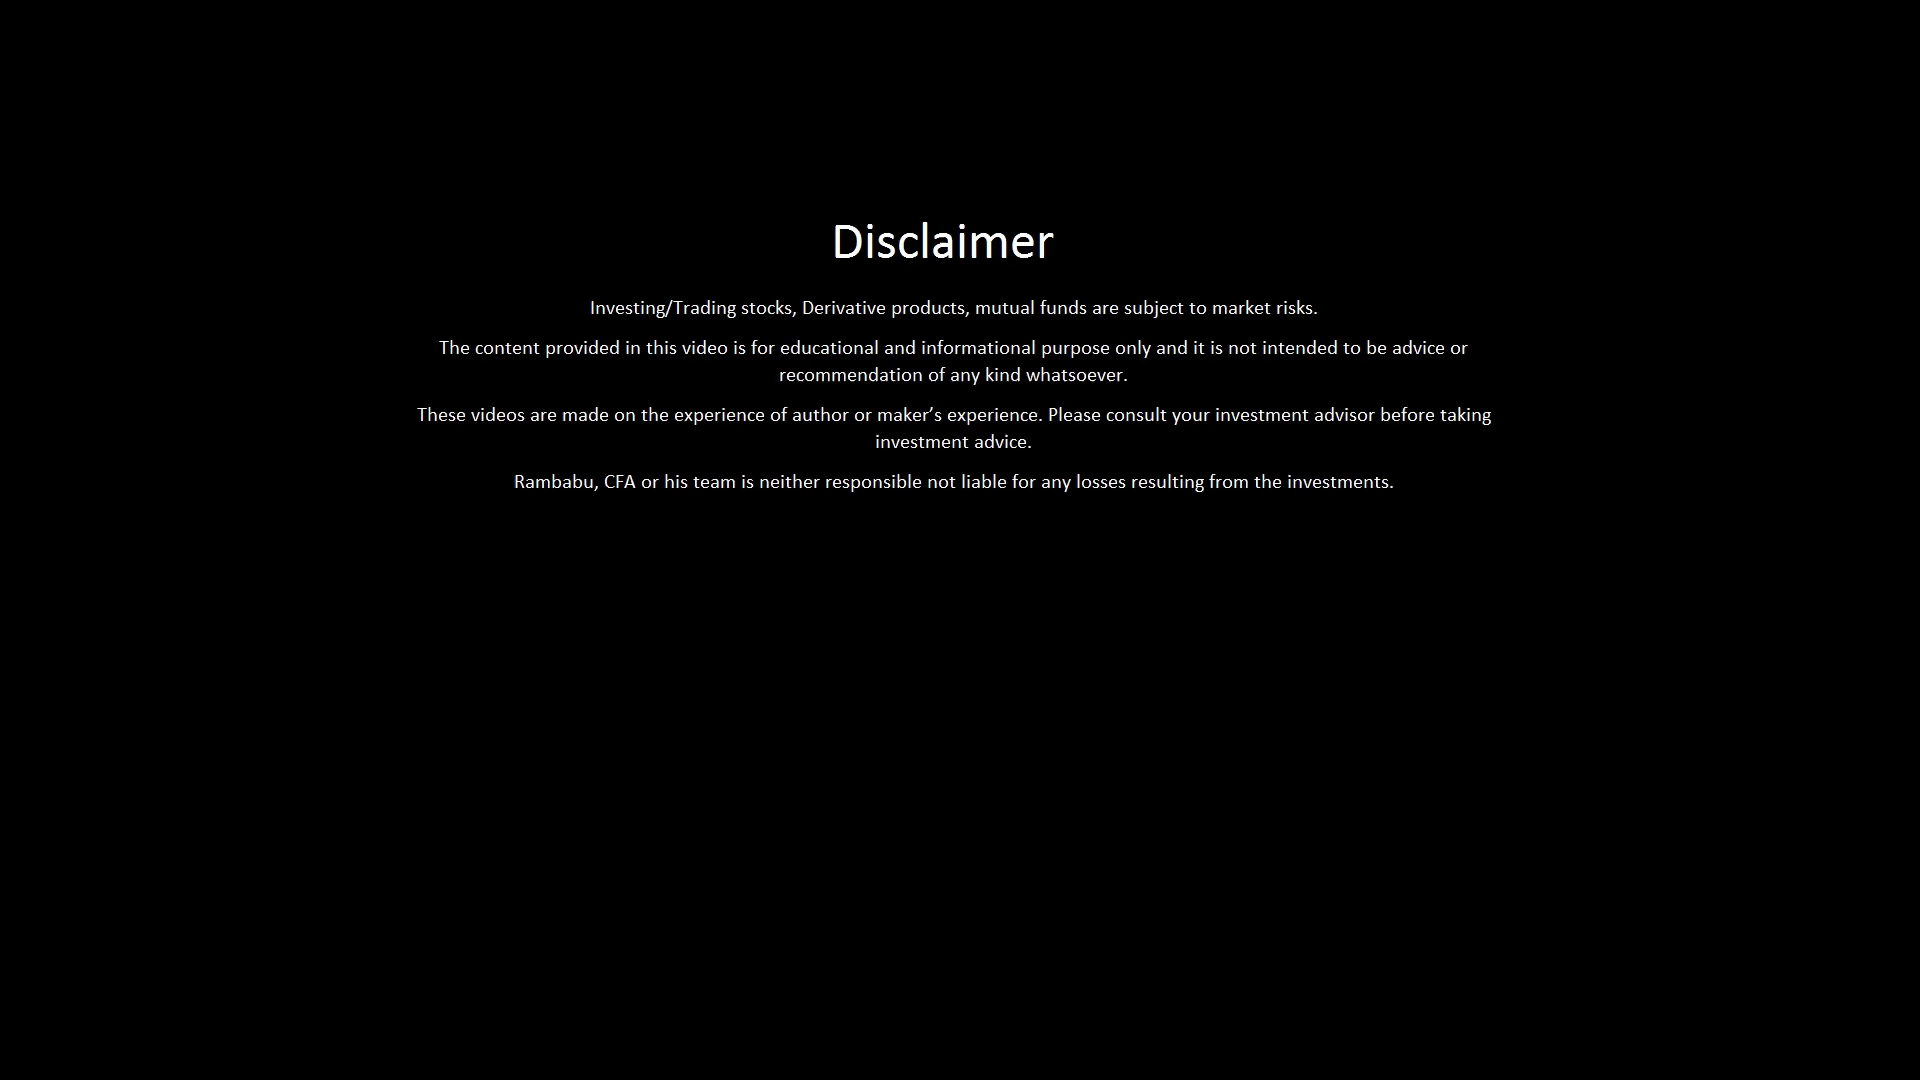 Disclaimer
Investing/Trading stocks, Derivative products, mutual funds are subject to market risks.
The content provided in this video is for educational and informational purpose only and it is not intended to be advice or
recommendation of any kind whatsoever.
These videos are made on the experience of author or maker’s experience. Please consult your investment advisor before taking
investment advice.
Rambabu, CFA or his team is neither responsible not liable for any losses resulting from the investments.